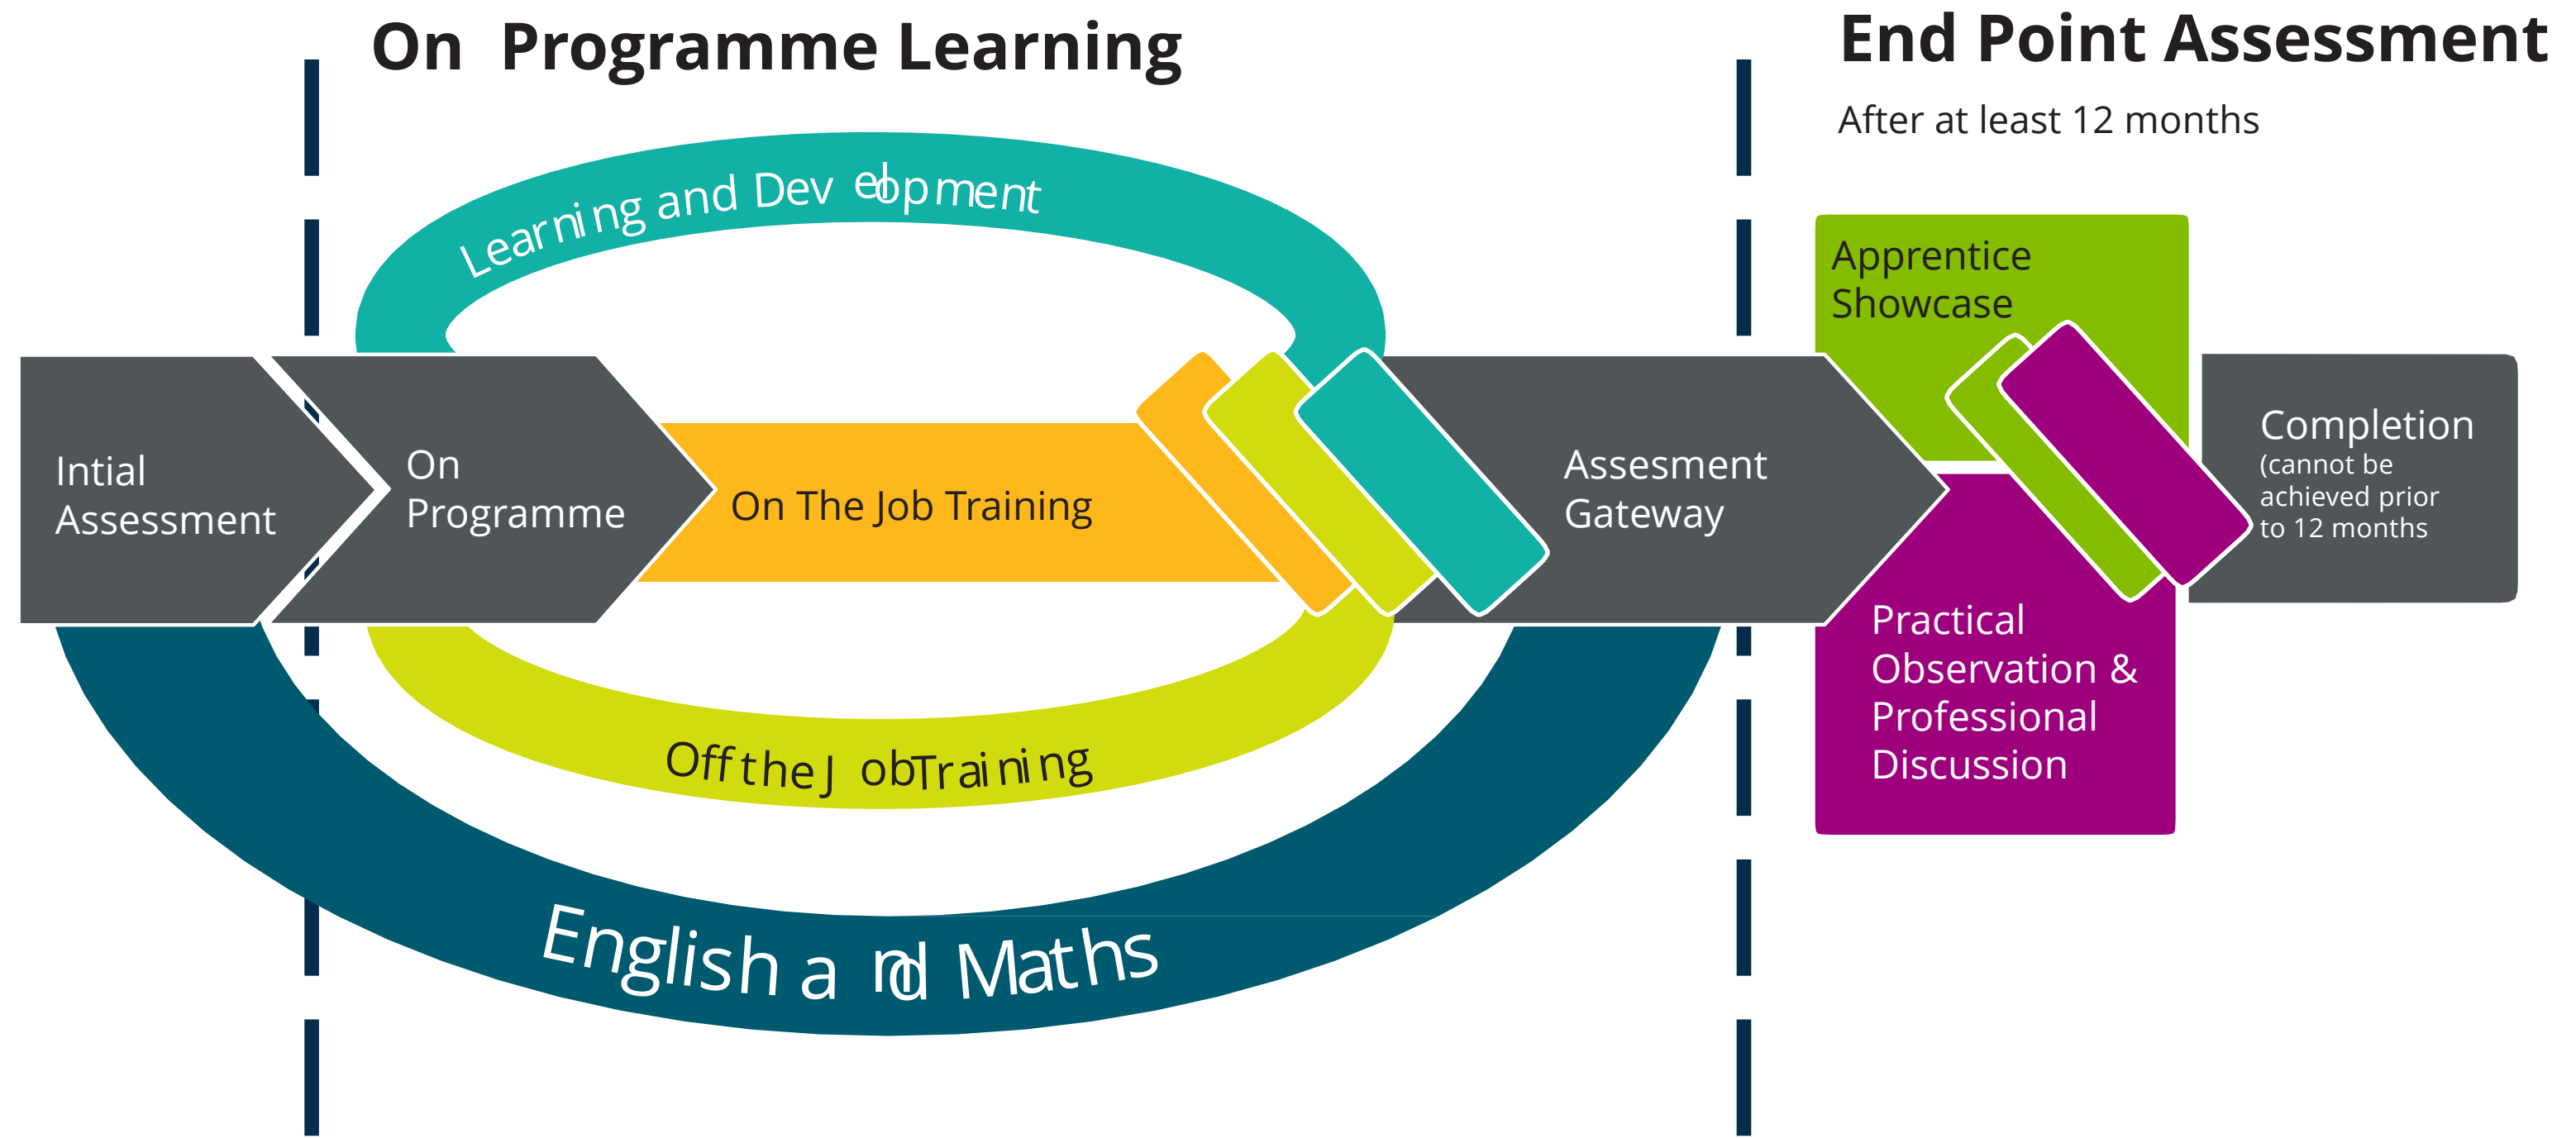 On Programme Learning
End Point Assessment
After at least 12 months
Learning and Development
Apprentice
Showcase
Intial
Assessment
On
Programme
On The Job Training
Assesment
Gateway
Completion
(cannot be
achieved prior
to 12 months
Practical
Observation &
Professional
Discussion
Off the Job Training
English and Maths